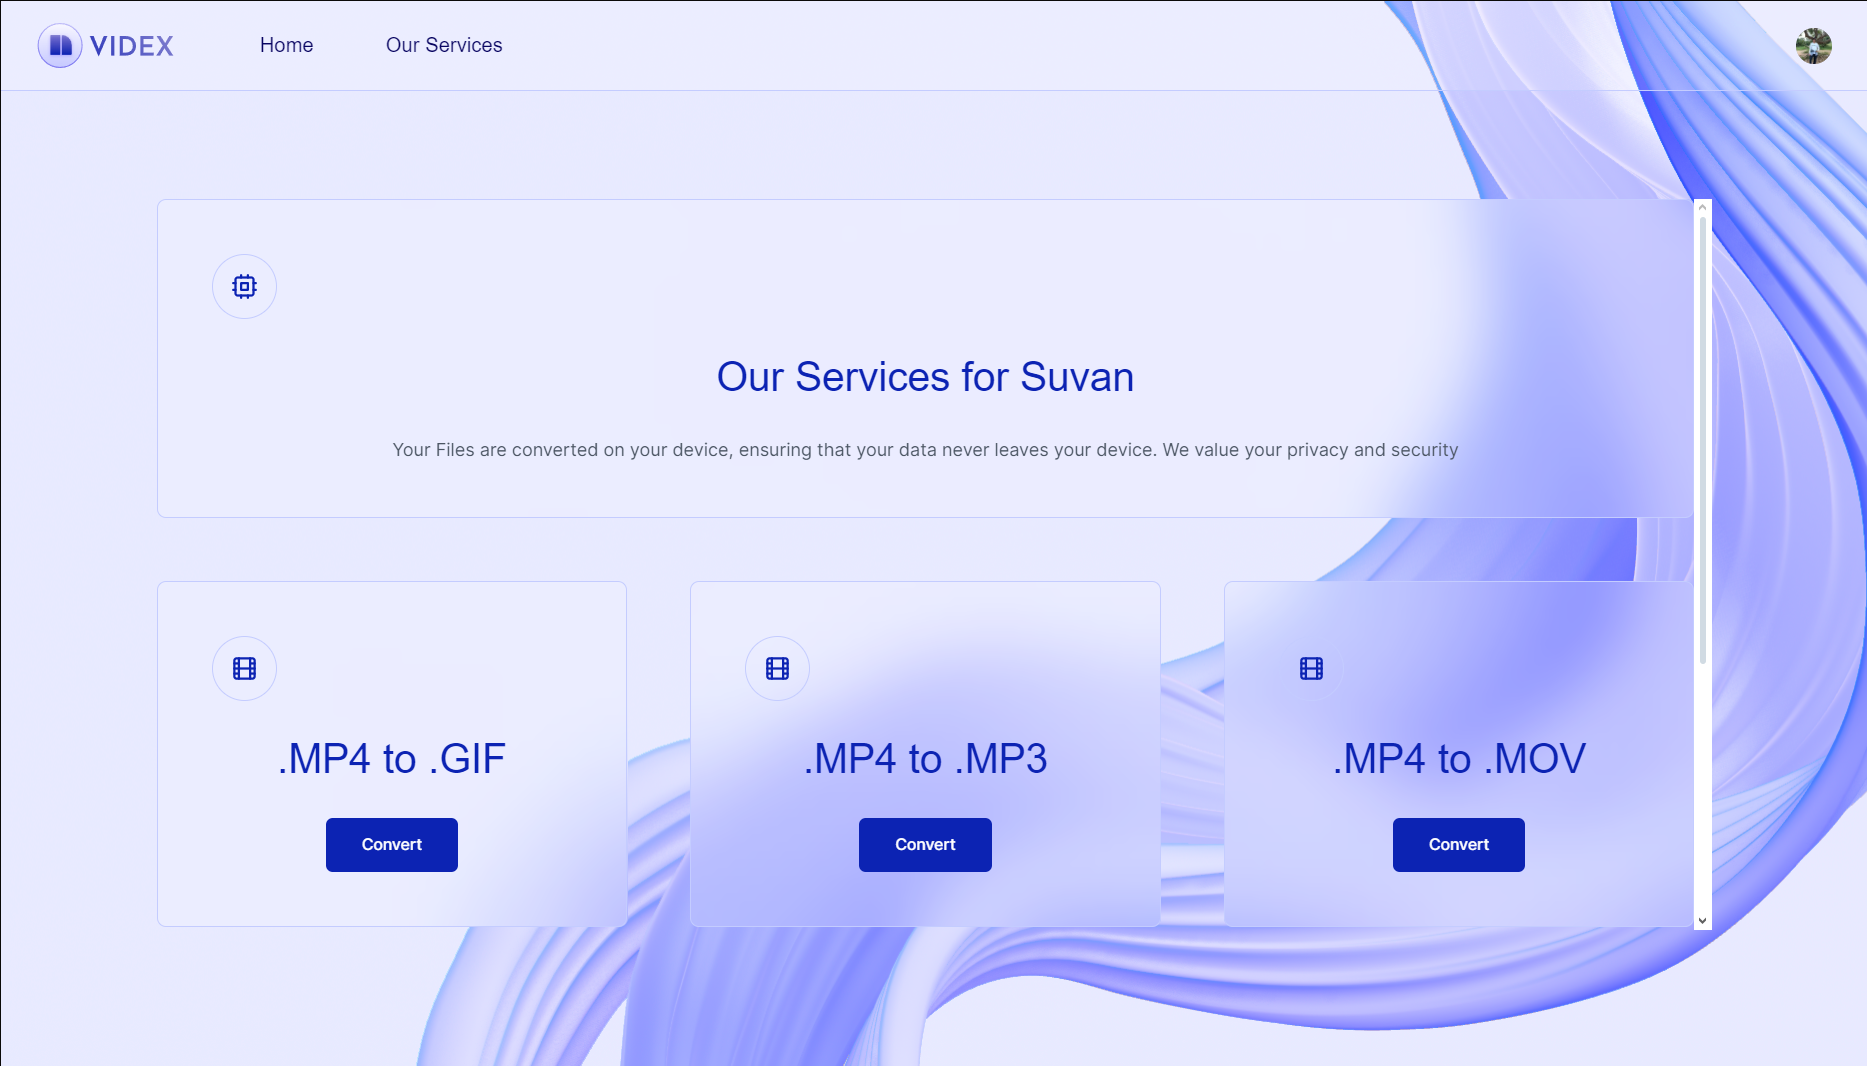 VIDEX
Home
Our Services
Our Services for Suvan
Your Files are converted on your device, ensuring that your data never leaves your device. We value your privacy and security
.MP4 to .GIF
Convert
.MP4 to .MP3
Convert
.MP4 to .MOV
Convert